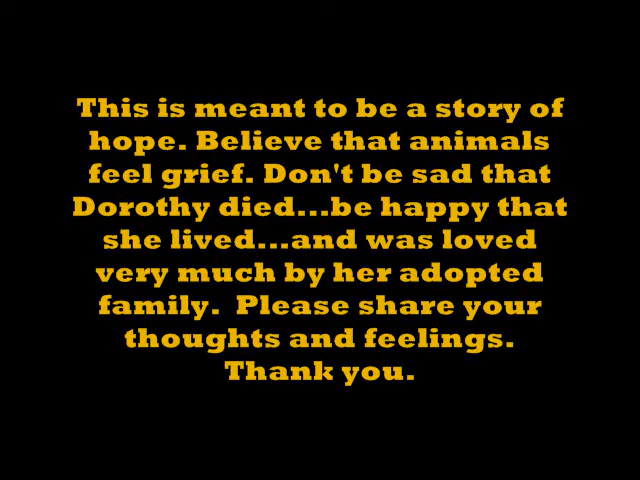 This is meant to be a story of
hope. Believe that animals
feel grief. Don't be sad that
Dorothy died...be happy that
she lived...and was loved
very much by her adopted
family.  Please share your
thoughts and feelings.
Thank you.